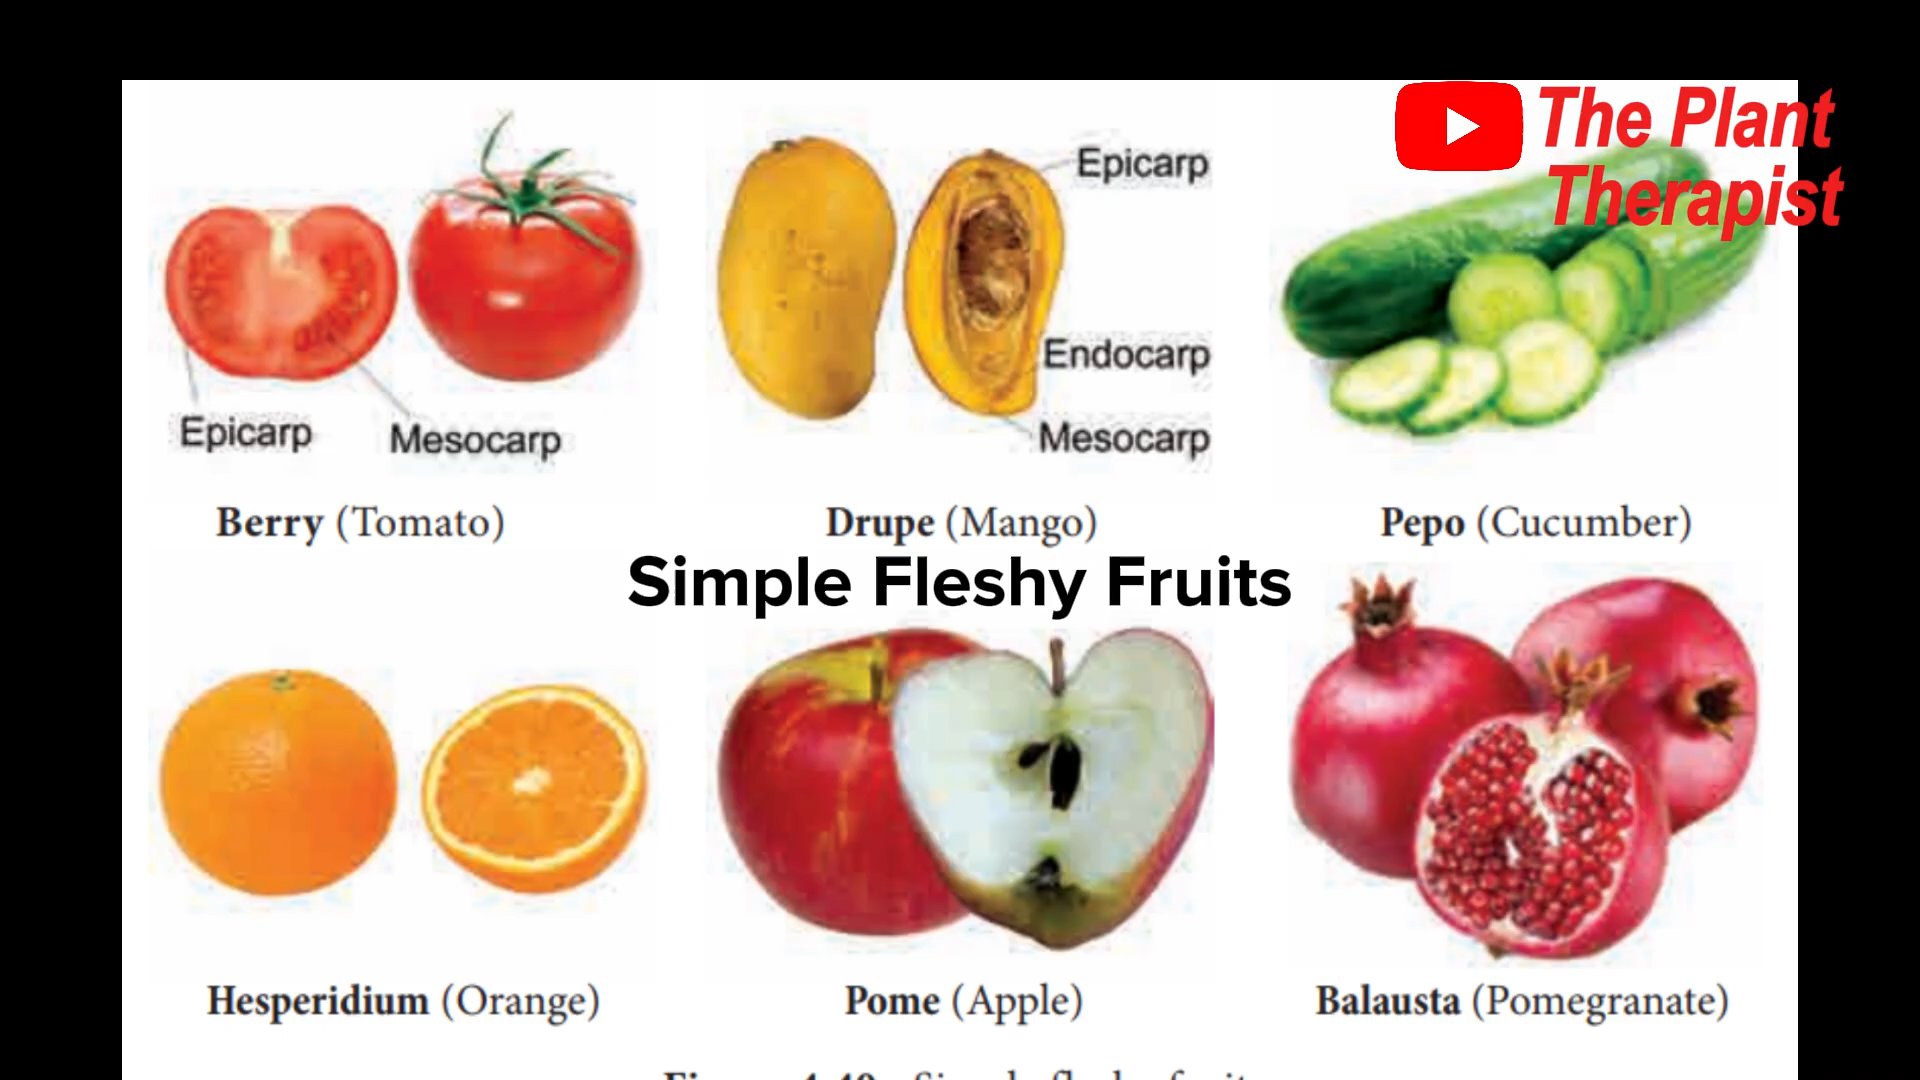 The Plant
Therapist
Epicarp
Endocarp
Epicarp
Mesocarp
Mesocarp
Berry (Tomato)
Drupe (Mango)
Pepo (Cucumber)
Simple Fleshy Fruits
Hesperidium (Orange)
Pome (Apple)
Balausta (Pomegranate)